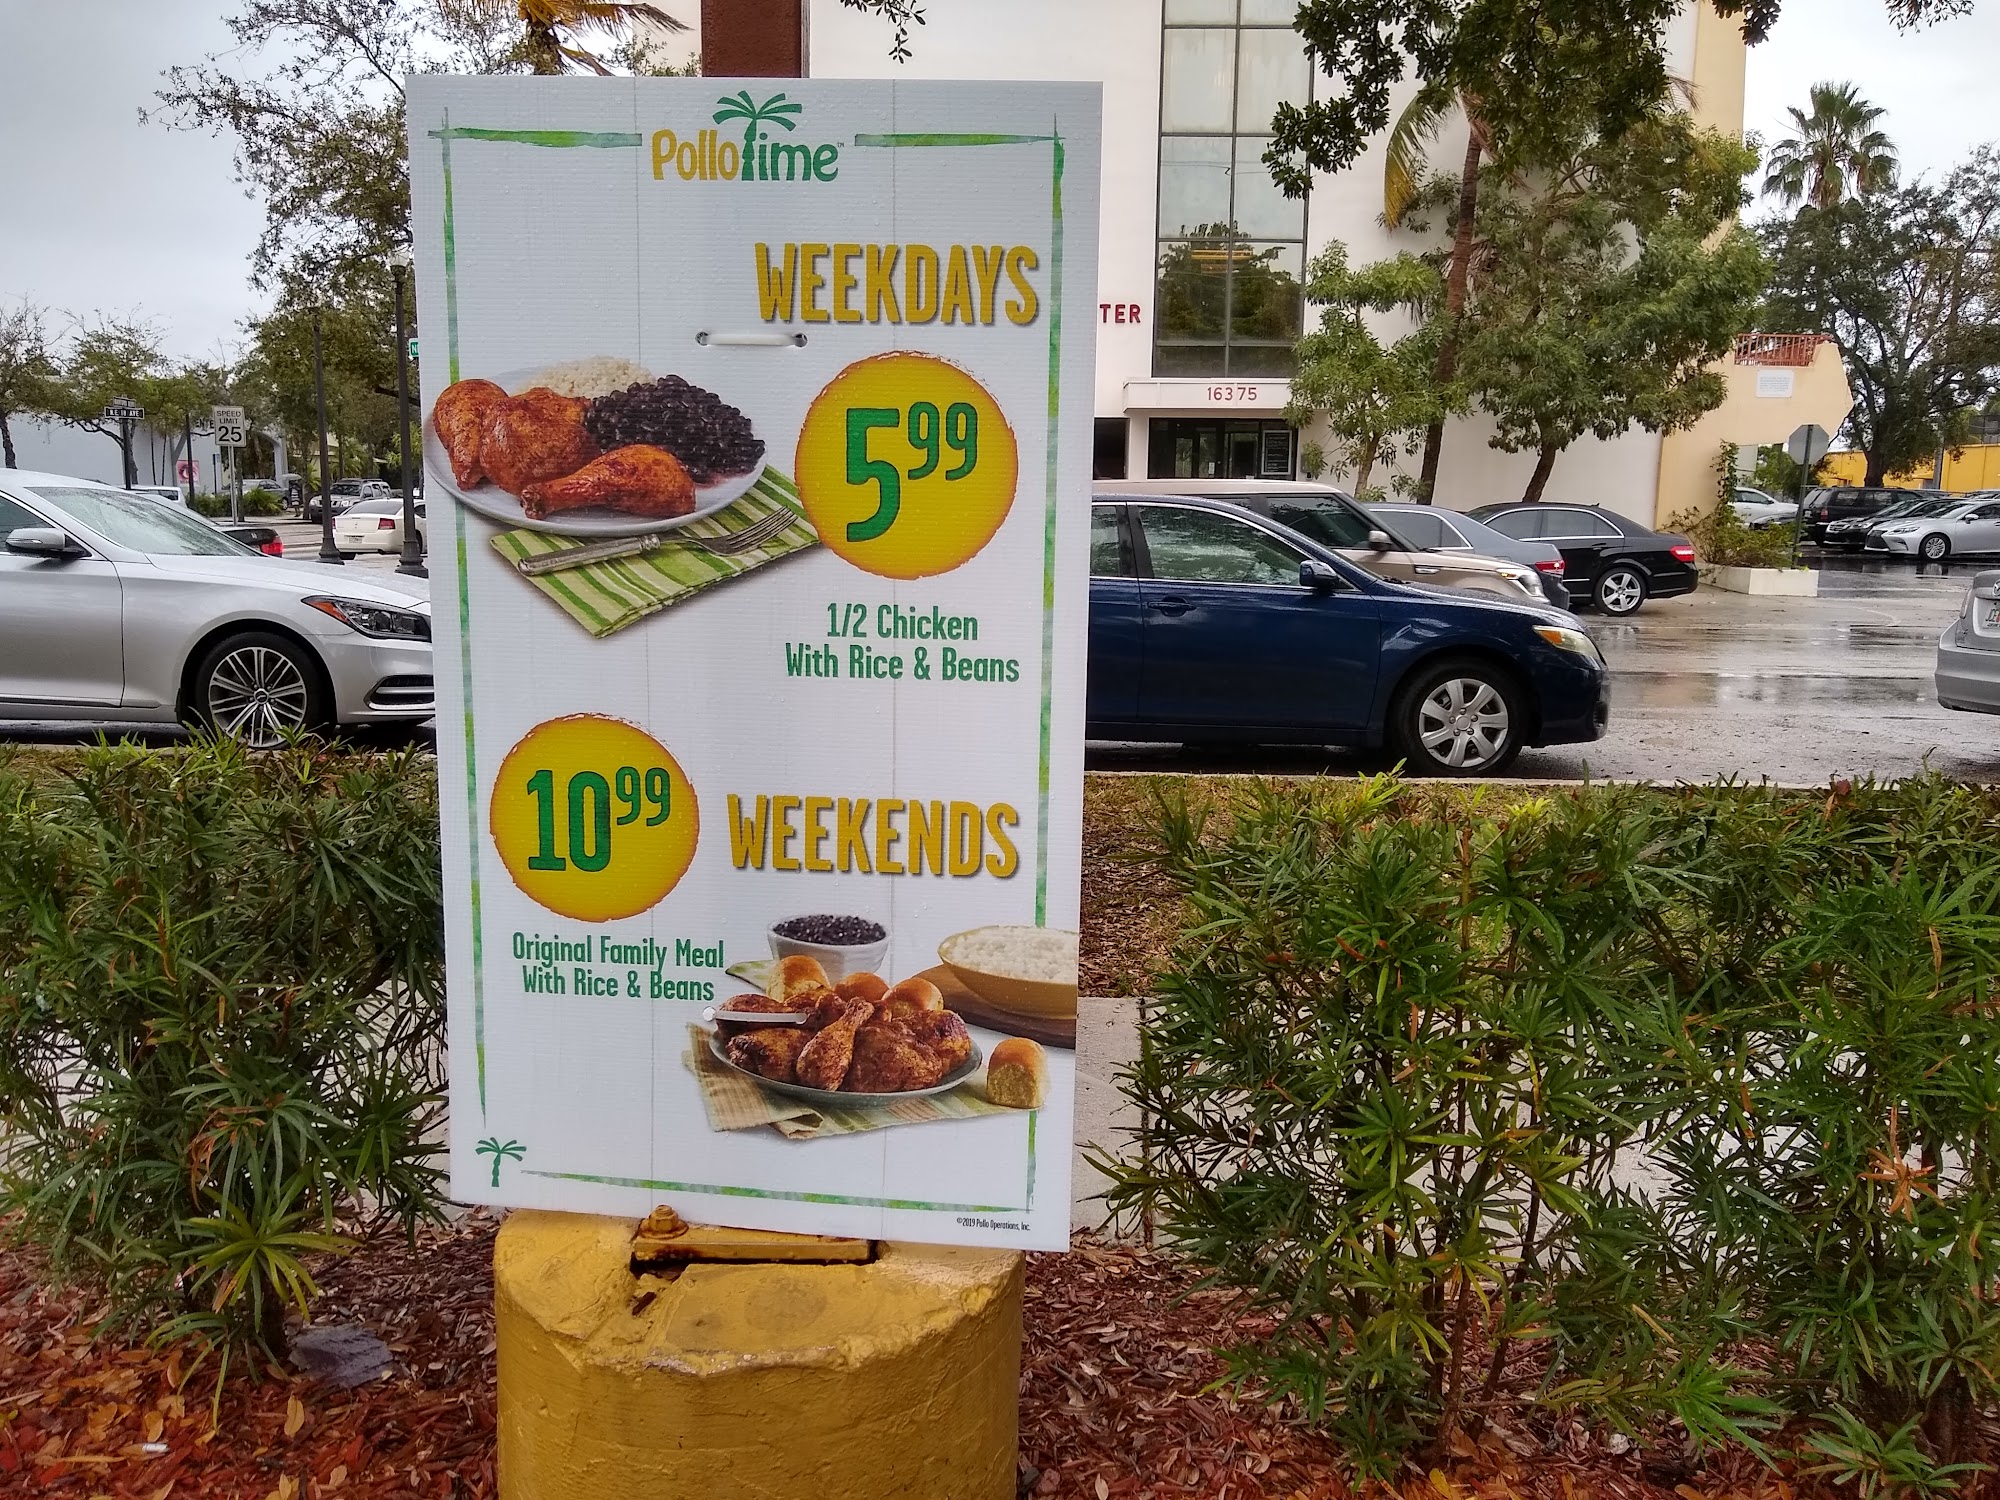 PolloTime™
WEEKDAYS
5 99
1/2 Chicken
With Rice & Beans
10 99
WEEKENDS
Original Family Meal
With Rice & Beans
©2019 Pollo Operations, Inc.
TER
16375
SPEED
LIMIT
25